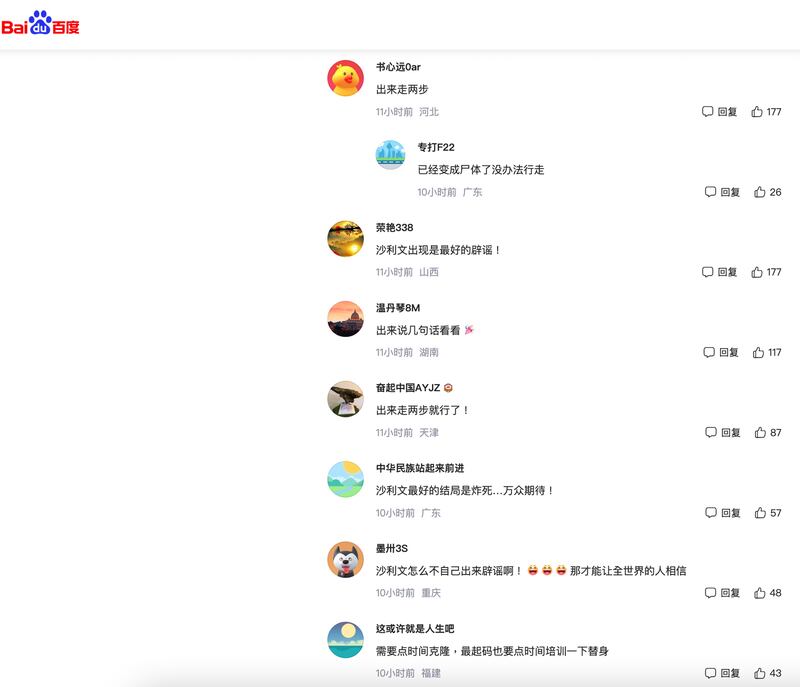 Bai du 百度
书心远0ar
出来走两步
11小时前 河北
回复 177
专打F22
已经变成尸体了没办法行走
10小时前 广东
回复 26
荣艳338
沙利文出现是最好的辟谣！
11小时前 山西
回复 177
温丹琴8M
出来说几句话看看 🎉
11小时前 湖南
回复 117
奋起中国AYJZ
出来走两步就行了！
11小时前 天津
回复 87
中华民族站起来前进
沙利文最好的结局是炸死...万众期待！
10小时前 广东
回复 57
墨卅3S
沙利文怎么不自己出来辟谣啊！ 😆 😆 😆 那才能让全世界的人相信
10小时前 重庆
回复 48
这或许就是人生吧
需要点时间克隆，最起码也要点时间培训一下替身
10小时前 福建
回复 43